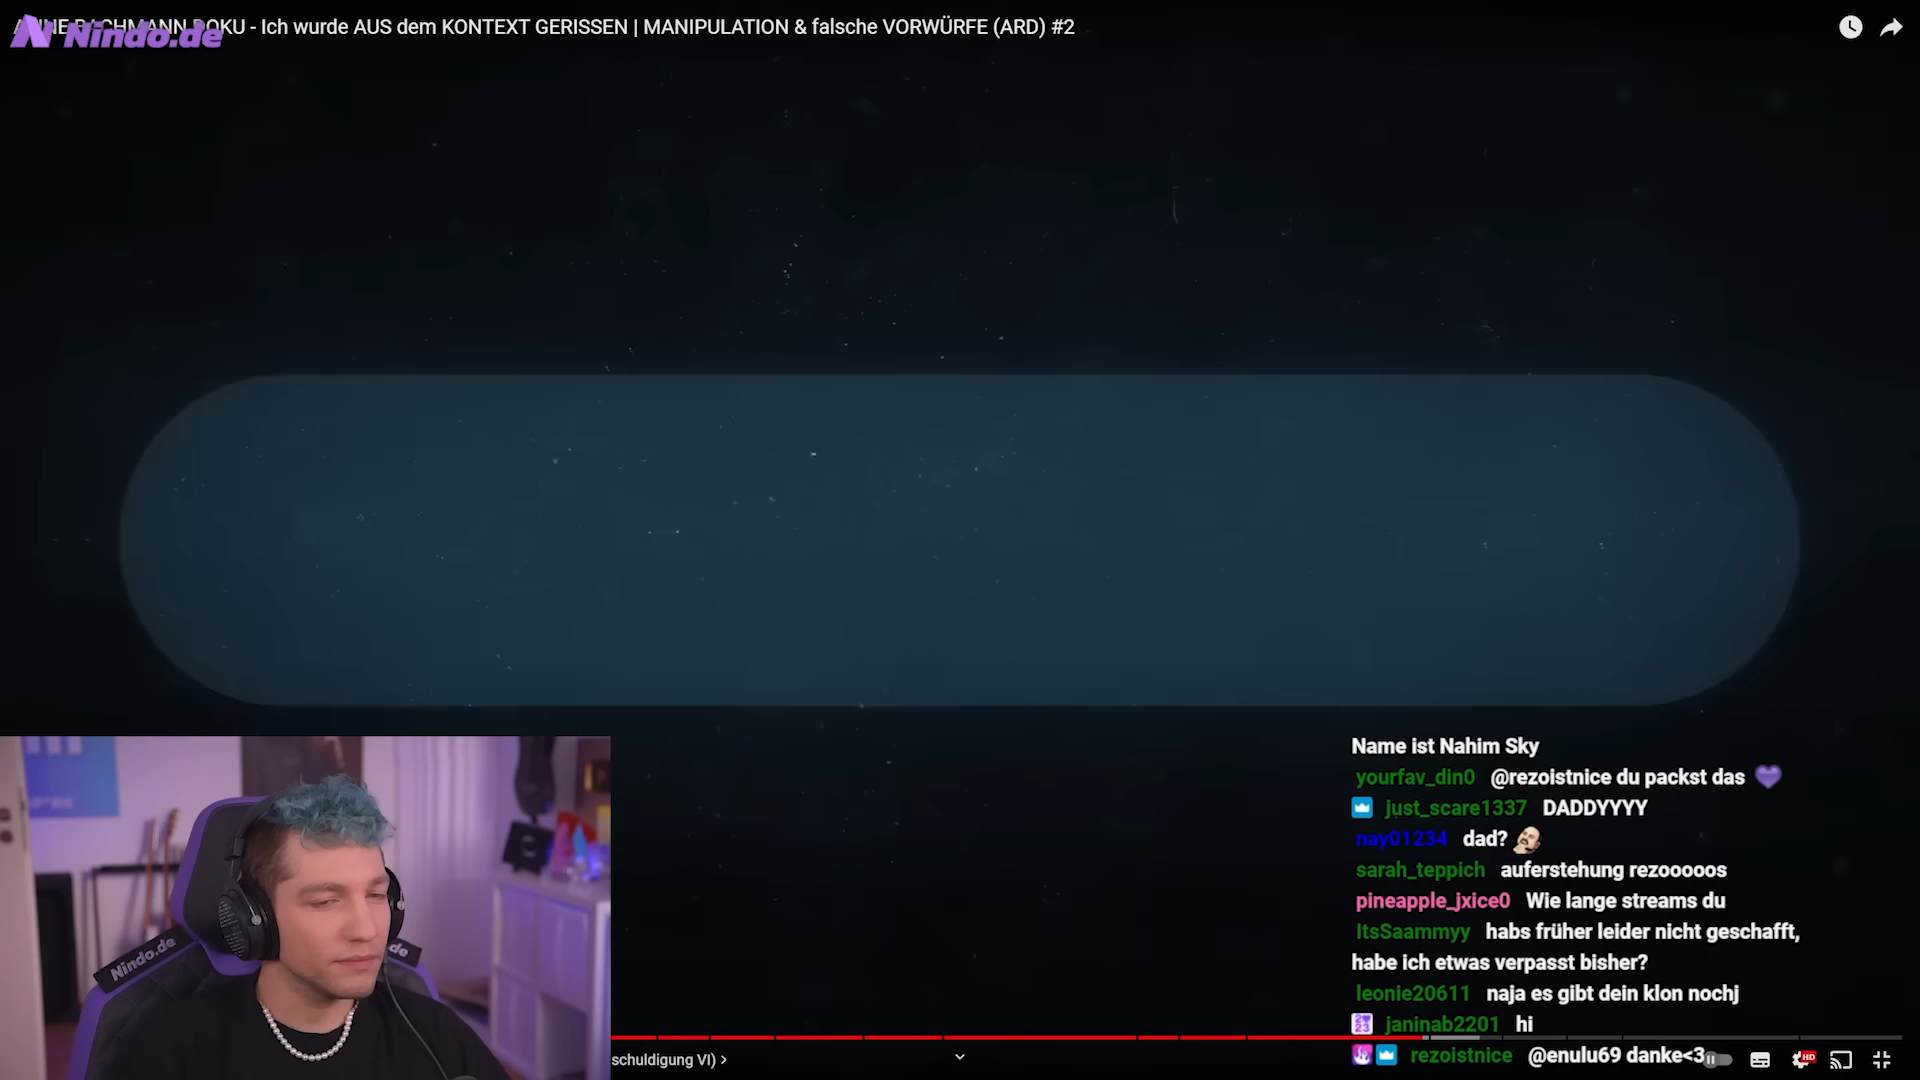 DOKU - Ich wurde AUS dem KONTEXT GERISSEN | MANIPULATION & falsche VORWÜRFE (ARD) #2
Nindo.de
Name ist Nahim Sky
yourfav_din0 @rezoistnice du packst das
just_scare1337 DADDYYYY
nay01234 dad?
sarah_teppich auferstehung rezooooos
pineapple_jxice0 Wie lange streams du
ItsSaammyy habs früher leider nicht geschafft,
habe ich etwas verpasst bisher?
leonie20611 naja es gibt dein klon nochj
janinab2201 hi
rezoistnice @enulu69 danke<3
schuldigung VI) >
HD
Nindo.de
de